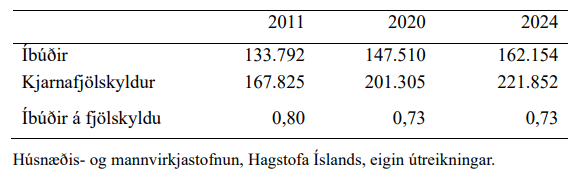 2011 2020 2024
Íbúðir 133.792 147.510 162.154
Kjarnafjölskyldur 167.825 201.305 221.852
Íbúðir á fjölskyldu 0,80 0,73 0,73
Húsnæðis- og mannvirkjastofnun, Hagstofa Íslands, eigin útreikningar.